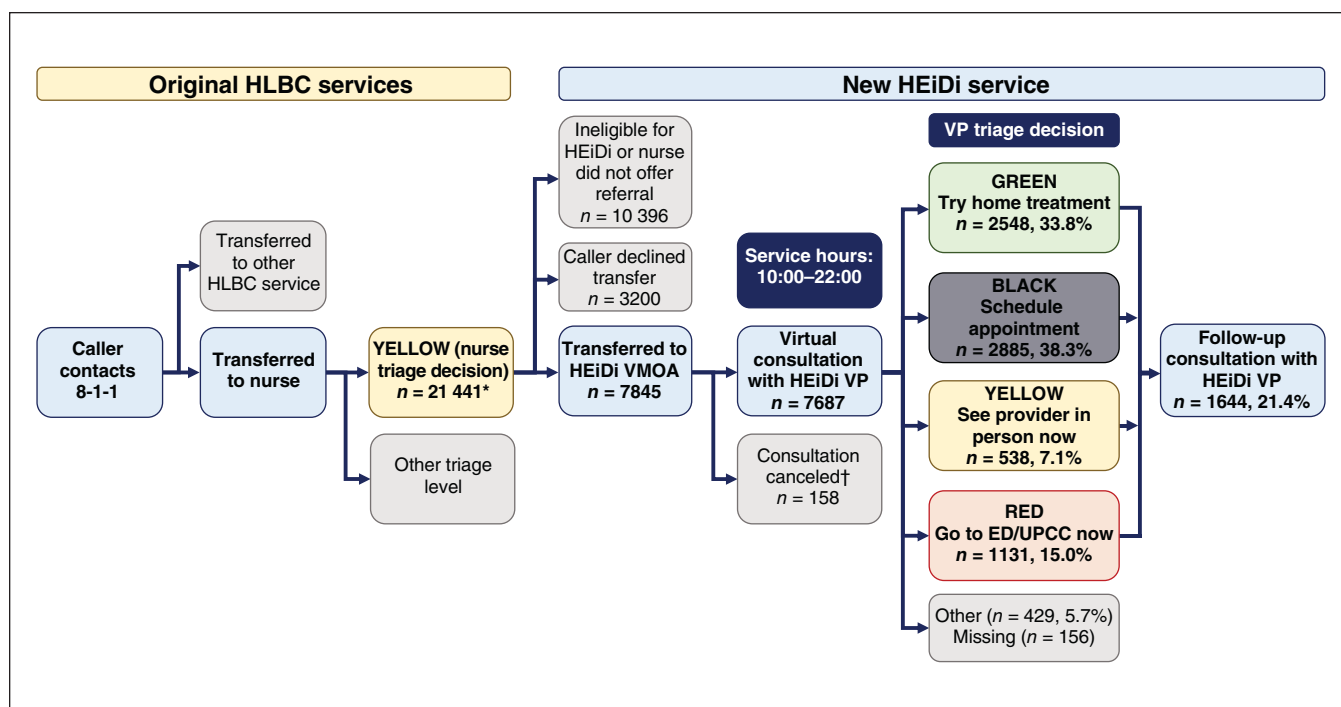 Original HLBC services
New HEiDi service
Caller
contacts
8-1-1
Transferred
to other
HLBC service
Transferred
to nurse
YELLOW (nurse
triage decision)
n = 21 441*
Other triage
level
Ineligible for
HEiDi or nurse
did not offer
referral
n = 10 396
Caller declined
transfer
n = 3200
Transferred to
HEiDi VMOA
n = 7845
Service hours:
10:00–22:00
Virtual
consultation
with HEiDi VP
n = 7687
Consultation
canceled†
n = 158
VP triage decision
GREEN
Try home treatment
n = 2548, 33.8%
BLACK
Schedule
appointment
n = 2885, 38.3%
YELLOW
See provider in
person now
n = 538, 7.1%
RED
Go to ED/UPCC now
n = 1131, 15.0%
Other (n = 429, 5.7%)
Missing (n = 156)
Follow-up
consultation with
HEiDi VP
n = 1644, 21.4%